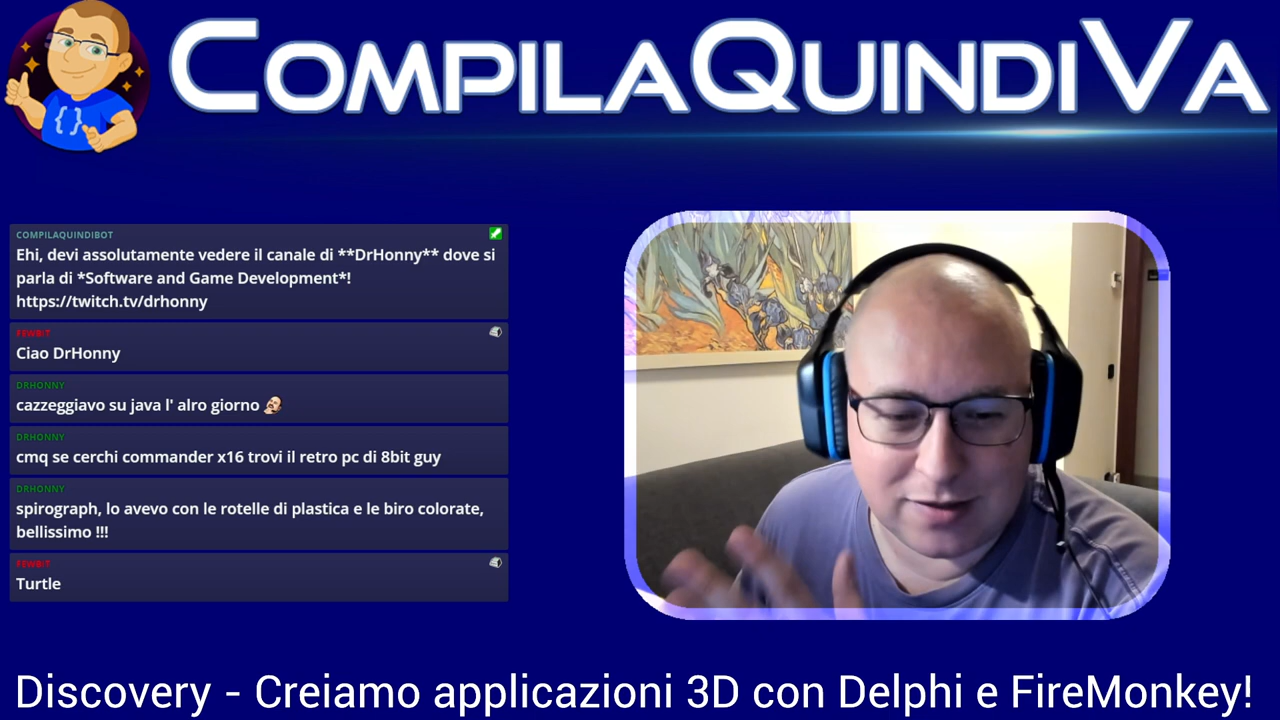 COMPILAQUINDIVA
{ }
COMPILAQUINDIBOT
Ehi, devi assolutamente vedere il canale di **DrHonny** dove si
parla di *Software and Game Development*!
https://twitch.tv/drhonny
FEWBIT
Ciao DrHonny
DRHONNY
cazzeggiavo su java l' alro giorno
DRHONNY
cmq se cerchi commander x16 trovi il retro pc di 8bit guy
DRHONNY
spirograph, lo avevo con le rotelle di plastica e le biro colorate,
bellissimo !!!
FEWBIT
Turtle
Discovery - Creiamo applicazioni 3D con Delphi e FireMonkey!